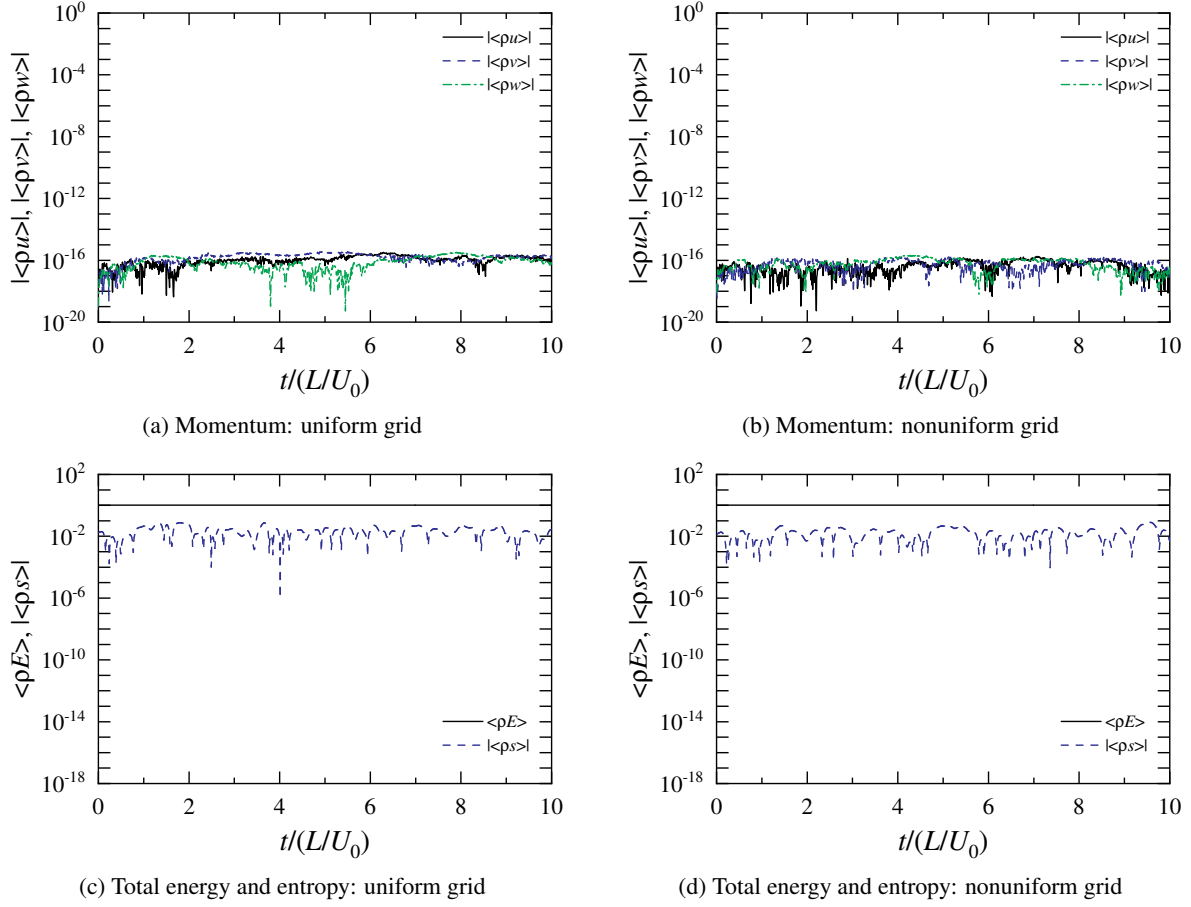 10^0
10^-4
10^-8
10^-12
10^-16
10^-20
|<ρu>|, |<ρv>|, |<ρw>|
|<ρu>|
|<ρv>|
|<ρw>|
0 2 4 6 8 10
t/(L/U_0)
(a) Momentum: uniform grid
10^0
10^-4
10^-8
10^-12
10^-16
10^-20
|<ρu>|, |<ρv>|, |<ρw>|
|<ρu>|
|<ρv>|
|<ρw>|
0 2 4 6 8 10
t/(L/U_0)
(b) Momentum: nonuniform grid
10^2
10^-2
10^-6
10^-10
10^-14
10^-18
<ρE>, |<ρs>|
<ρE>
|<ρs>|
0 2 4 6 8 10
t/(L/U_0)
(c) Total energy and entropy: uniform grid
10^2
10^-2
10^-6
10^-10
10^-14
10^-18
<ρE>, |<ρs>|
<ρE>
|<ρs>|
0 2 4 6 8 10
t/(L/U_0)
(d) Total energy and entropy: nonuniform grid